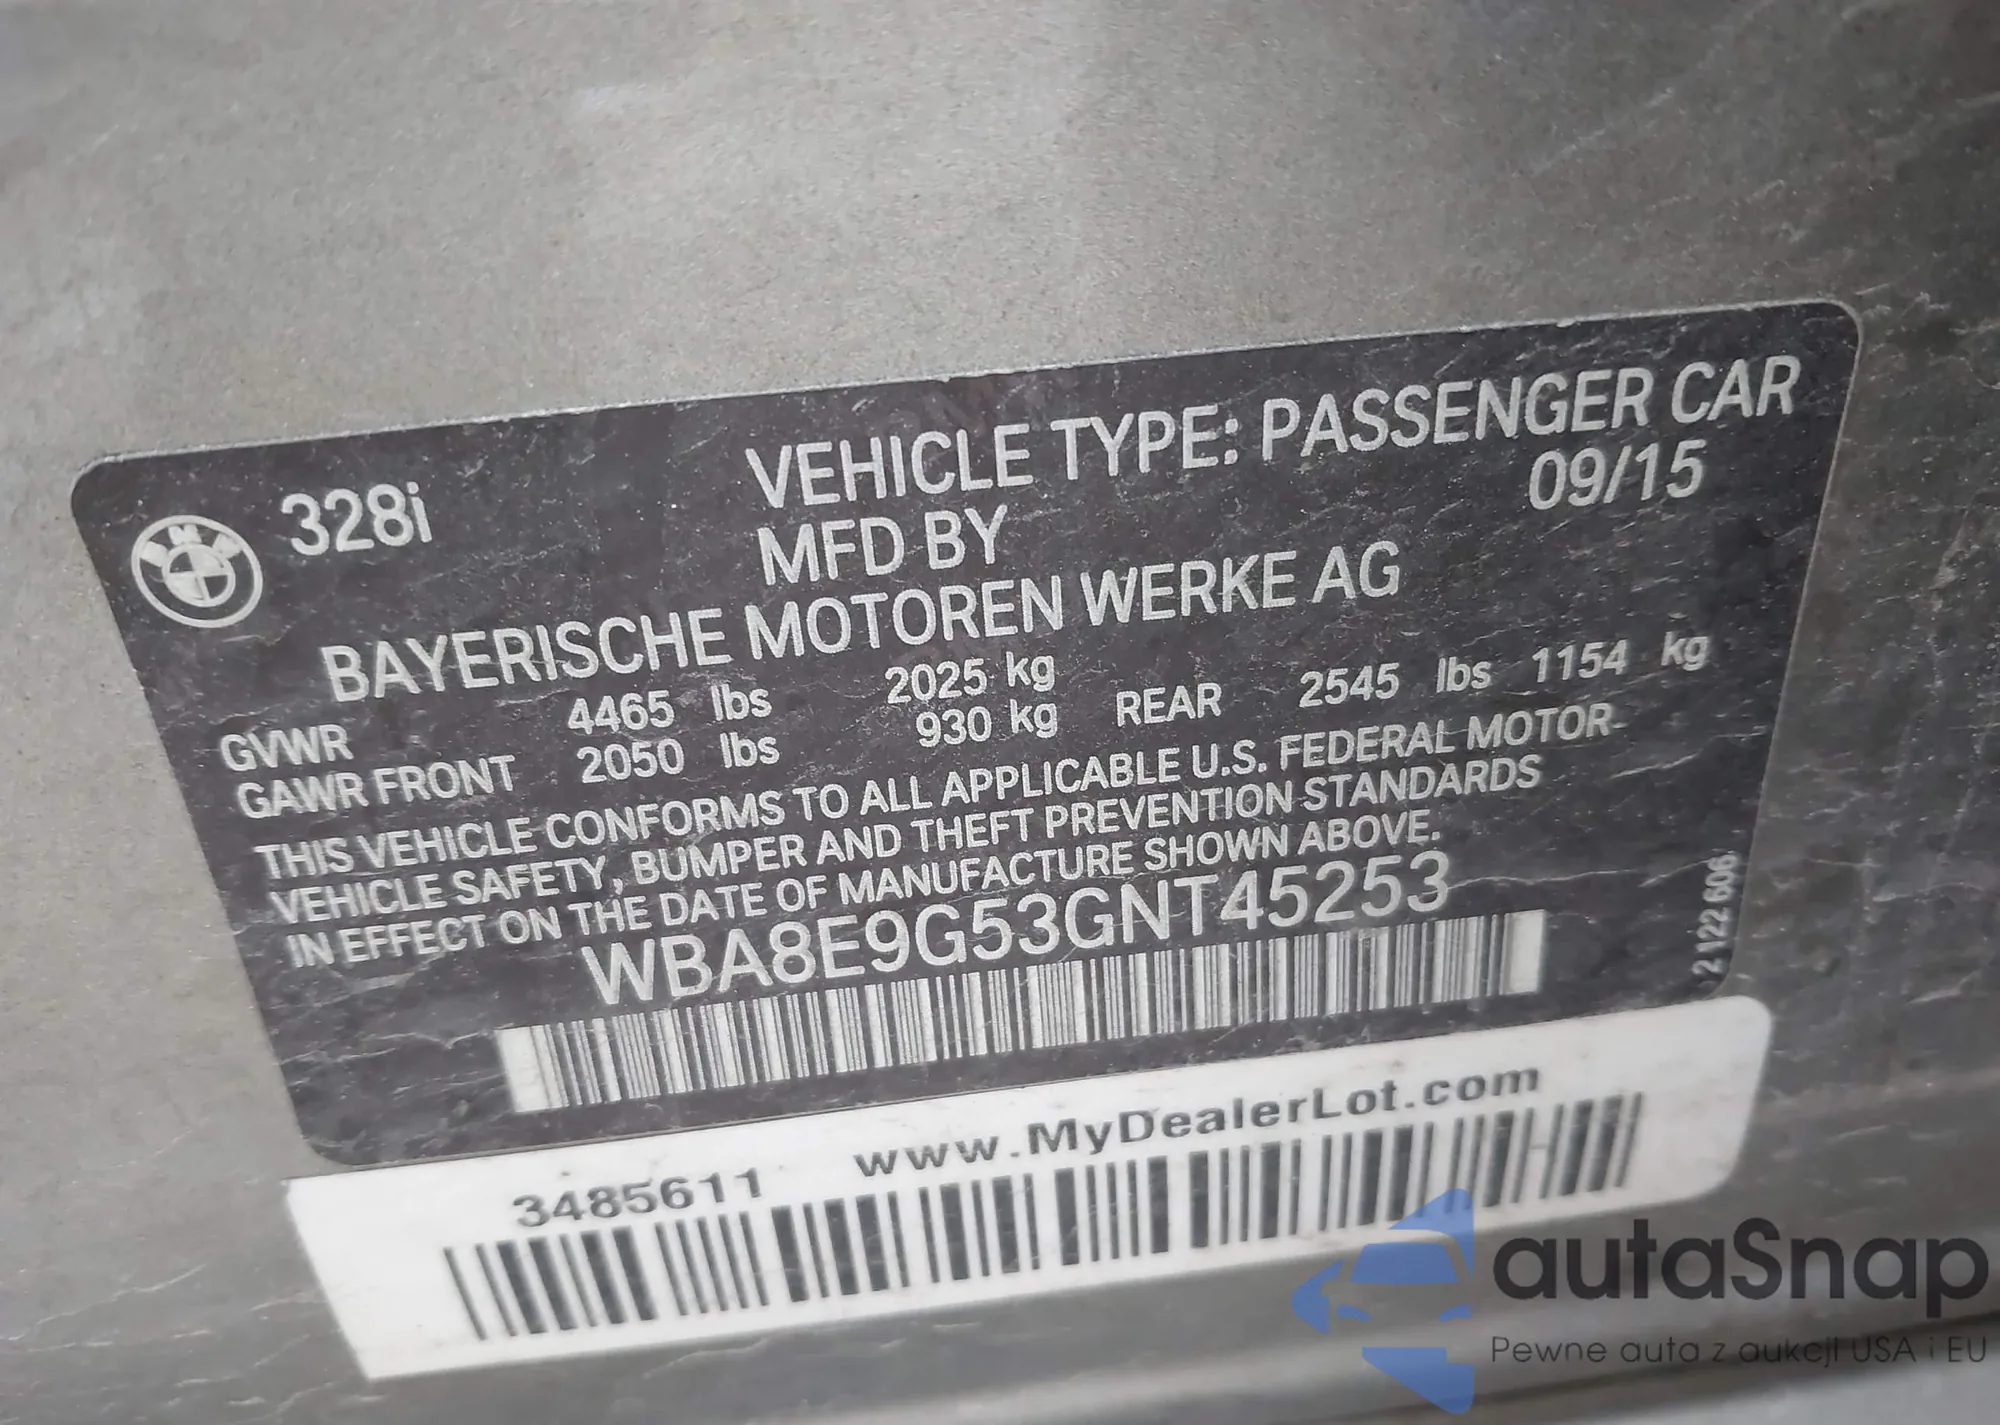 BMW
328i
VEHICLE TYPE: PASSENGER CAR
MFD BY
09/15
BAYERISCHE MOTOREN WERKE AG
GVWR 4465 lbs 2025 kg
GAWR FRONT 2050 lbs 930 kg REAR 2545 lbs 1154 kg
THIS VEHICLE CONFORMS TO ALL APPLICABLE U.S. FEDERAL MOTOR
VEHICLE SAFETY, BUMPER AND THEFT PREVENTION STANDARDS
IN EFFECT ON THE DATE OF MANUFACTURE SHOWN ABOVE.
WBA8E9G53GNT45253
2 122 606
3485611 www.MyDealerLot.com
autaSnap
Pewne auta z aukcji USA i EU